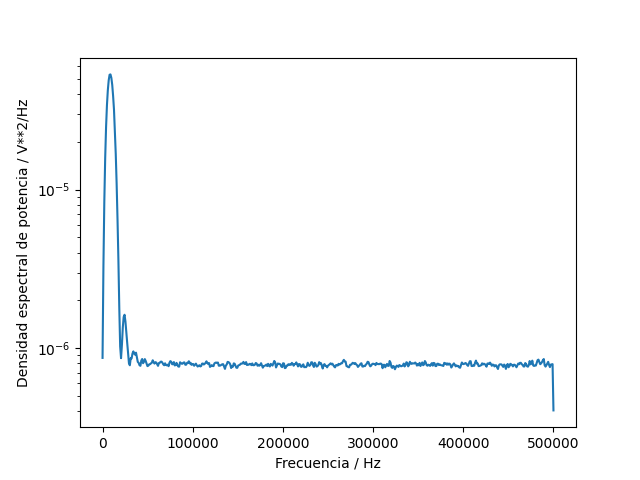 Densidad espectral de potencia / V**2/Hz
10⁻⁵
10⁻⁶
0 100000 200000 300000 400000 500000
Frecuencia / Hz